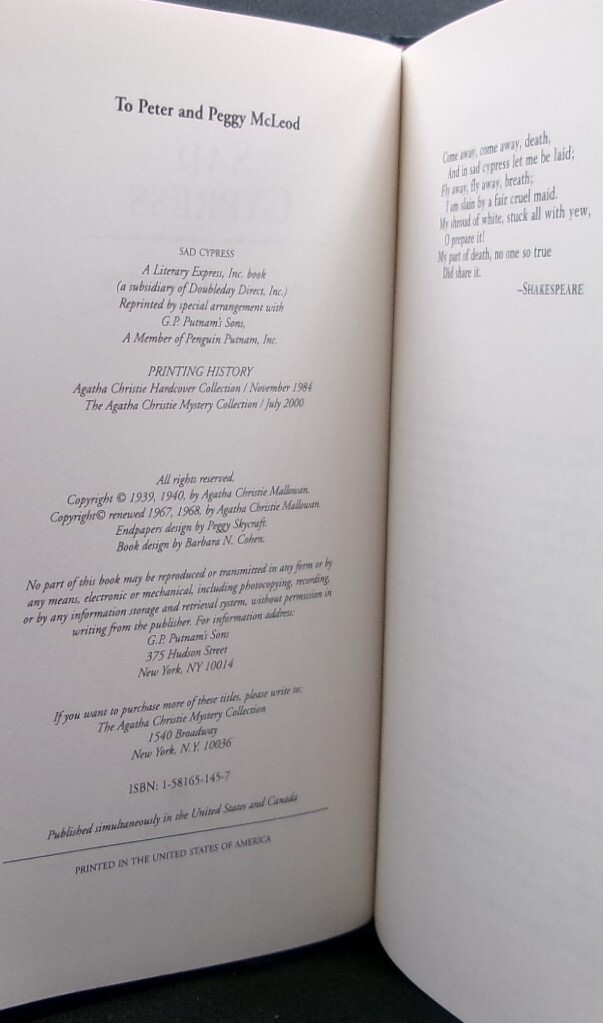 To Peter and Peggy McLeod
SAD CYPRESS
A Literary Express, Inc. book
(a subsidiary of Doubleday Direct, Inc.)
Reprinted by special arrangement with
G.P. Putnam's Sons,
A Member of Penguin Putnam, Inc.
PRINTING HISTORY
Agatha Christie Hardcover Collection / November 1984
The Agatha Christie Mystery Collection / July 2000
All rights reserved.
Copyright © 1939, 1940, by Agatha Christie Mallowan.
Copyright© renewed 1967, 1968, by Agatha Christie Mallowan.
Endpapers design by Peggy Skycraft.
Book design by Barbara N. Cohen.
No part of this book may be reproduced or transmitted in any form or by
any means, electronic or mechanical, including photocopying, recording,
or by any information storage and retrieval system, without permission in
writing from the publisher. For information address:
G.P. Putnam's Sons
375 Hudson Street
New York, NY 10014
If you want to purchase more of these titles, please write to:
The Agatha Christie Mystery Collection
1540 Broadway
New York, N.Y. 10036
ISBN: 1-58165-145-7
Published simultaneously in the United States and Canada
PRINTED IN THE UNITED STATES OF AMERICA
Come away, come away, death,
And in sad cypress let me be laid;
Fly away, fly away, breath;
I am slain by a fair cruel maid.
My shroud of white, stuck all with yew,
O prepare it!
My part of death, no one so true
Did share it.
–SHAKESPEARE